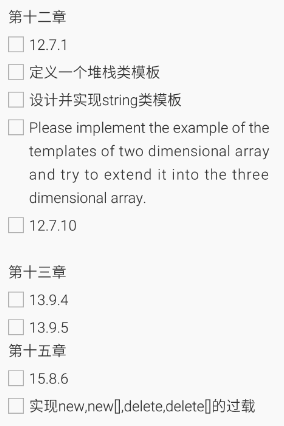 第十二章
12.7.1
定义一个堆栈类模板
设计并实现string类模板
Please implement the example of the
templates of two dimensional array
and try to extend it into the three
dimensional array.
12.7.10
第十三章
13.9.4
13.9.5
第十五章
15.8.6
实现new,new[],delete,delete[]的过载